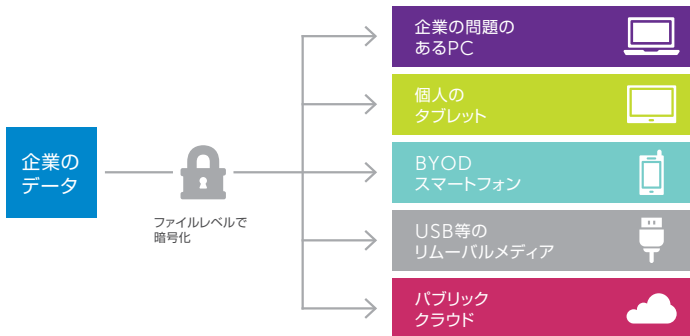 企業の
データ
ファイルレベルで
暗号化
企業の問題の
あるPC
個人の
タブレット
BYOD
スマートフォン
USB等の
リムーバルメディア
パブリック
クラウド